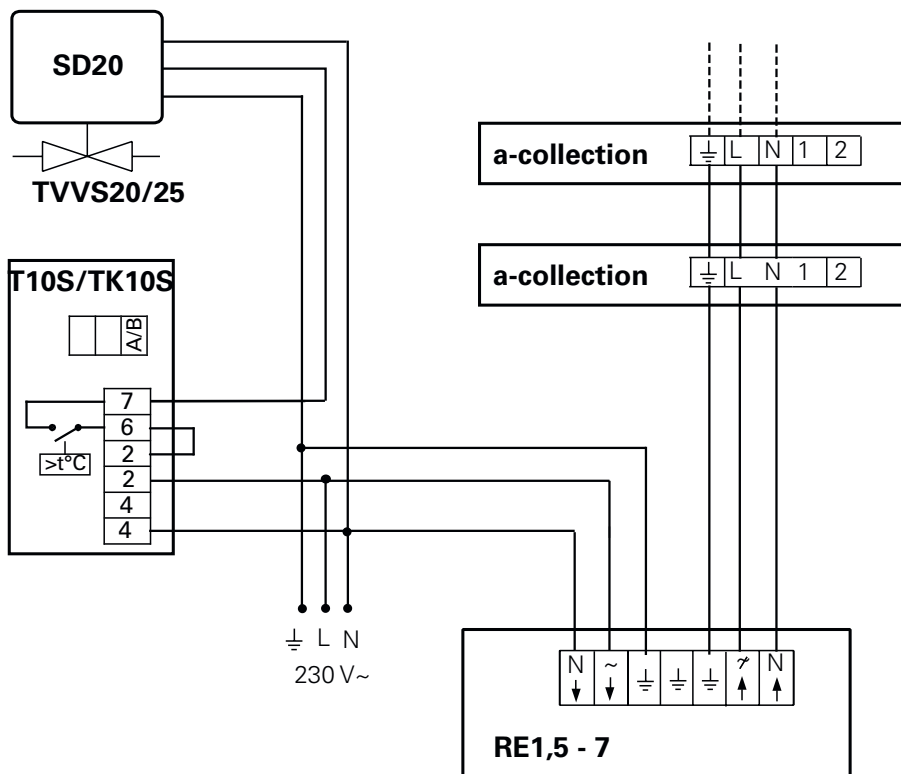 SD20
TVVS20/25
a-collection L N 1 2
a-collection L N 1 2
T10S/TK10S
A/B
7
6
2
2
4
4
>t°C
L N
230 V~
N ~ N
RE1,5 - 7